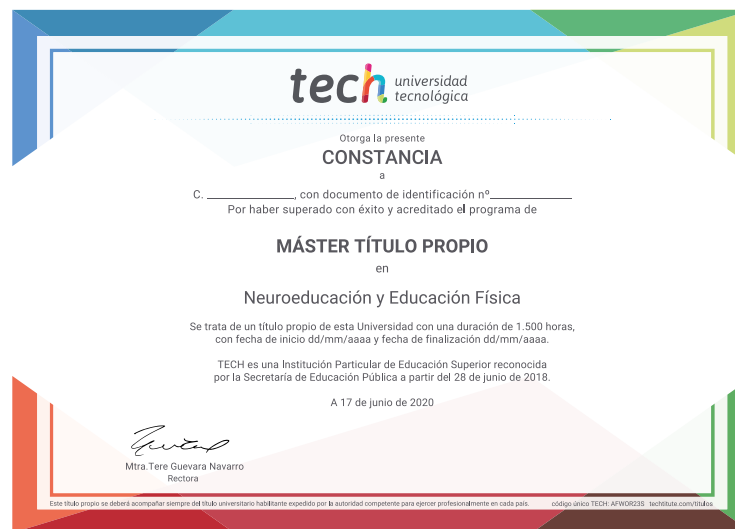 tech universidad
tecnológica
Otorga la presente
CONSTANCIA
a
C. ________________, con documento de identificación nº______________
Por haber superado con éxito y acreditado el programa de
MÁSTER TÍTULO PROPIO
en
Neuroeducación y Educación Física
Se trata de un título propio de esta Universidad con una duración de 1.500 horas,
con fecha de inicio dd/mm/aaaa y fecha de finalización dd/mm/aaaa.
TECH es una Institución Particular de Educación Superior reconocida
por la Secretaría de Educación Pública a partir del 28 de junio de 2018.
A 17 de junio de 2020
Mtra.Tere Guevara Navarro
Rectora
Este título propio se deberá acompañar siempre del título universitario habilitante expedido por la autoridad competente para ejercer profesionalmente en cada país. código único TECH: AFWOR23S techtitute.com/títulos